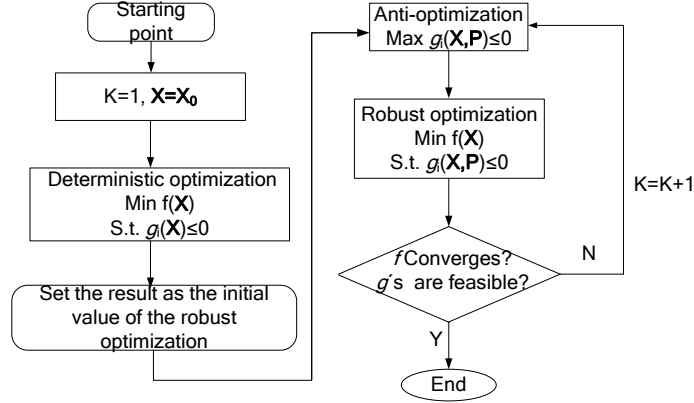 Starting
point
K=1, X=X₀
Deterministic optimization
Min f(X)
S.t. gᵢ(X)≤0
Set the result as the initial
value of the robust
optimization
Anti-optimization
Max gᵢ(X,P)≤0
Robust optimization
Min f(X)
S.t. gᵢ(X,P)≤0
K=K+1
f Converges?
g's are feasible?
N
Y
End